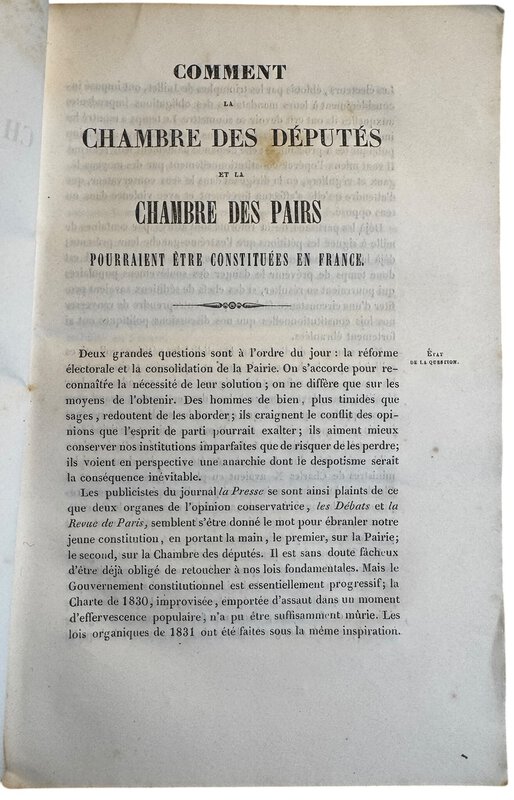 COMMENT
LA
CHAMBRE DES DÉPUTÉS
ET LA
CHAMBRE DES PAIRS
POURRAIENT ÊTRE CONSTITUÉES EN FRANCE.
Deux grandes questions sont à l'ordre du jour : la réforme
électorale et la consolidation de la Pairie. On s'accorde pour re-
connaître la nécessité de leur solution ; on ne diffère que sur les
moyens de l'obtenir. Des hommes de bien, plus timides que
sages, redoutent de les aborder ; ils craignent le conflit des opi-
nions que l'esprit de parti pourrait exalter ; ils aiment mieux
conserver nos institutions imparfaites que de risquer de les perdre;
ils voient en perspective une anarchie dont le despotisme serait
la conséquence inévitable.
Les publicistes du journal la Presse se sont ainsi plaints de ce
que deux organes de l'opinion conservatrice, les Débats et la
Revue de Paris, semblent s'être donné le mot pour ébranler notre
jeune constitution, en portant la main, le premier, sur la Pairie;
le second, sur la Chambre des députés. Il est sans doute fâcheux
d'être déjà obligé de retoucher à nos lois fondamentales. Mais le
Gouvernement constitutionnel est essentiellement progressif; la
Charte de 1830, improvisée, emportée d'assaut dans un moment
d'effervescence populaire, n'a pu être suffisamment mûrie. Les
lois organiques de 1831 ont été faites sous la même inspiration.
ÉTAT
DE LA QUESTION.